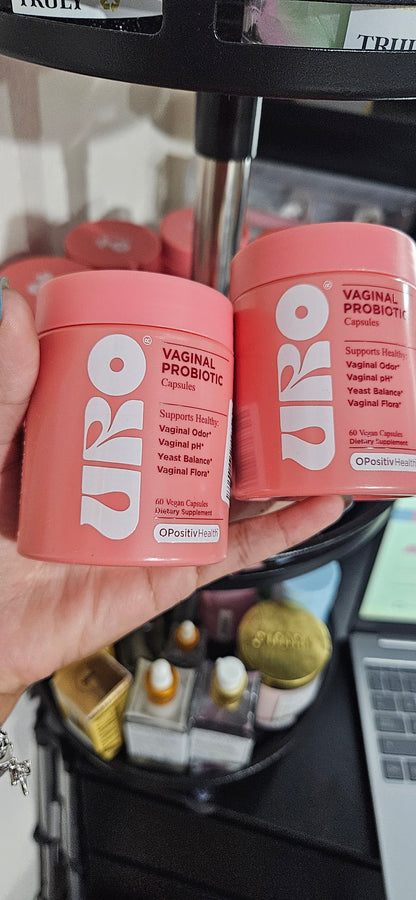 TRULY
URO
®
VAGINAL
PROBIOTIC
Capsules
Supports Healthy:
Vaginal Odor*
Vaginal pH*
Yeast Balance*
Vaginal Flora*
60 Vegan Capsules
Dietary Supplement
OPositivHealth
URO
®
VAGINAL
PROBIOTIC
Capsules
Supports Healthy:
Vaginal Odor*
Vaginal pH*
Yeast Balance*
Vaginal Flora*
60 Vegan Capsules
Dietary Supplement
OPositivHealth